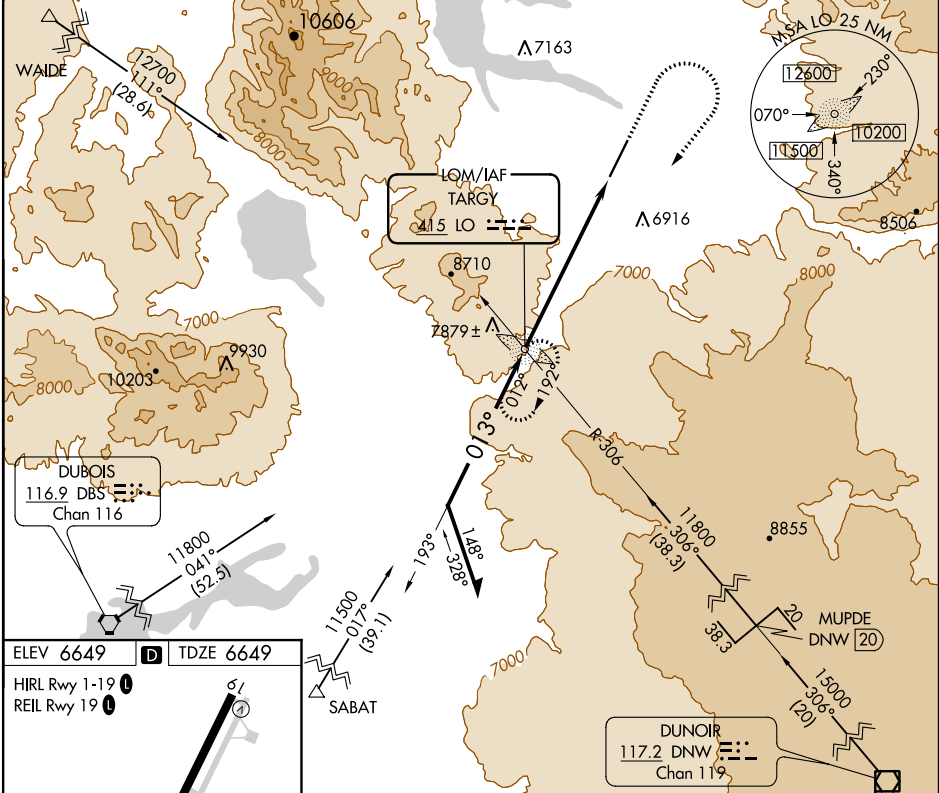 10606
7163
MSA LO 25 NM
WAIDE
12700
111°
(28.6)
9000
8000
12600
230°
070°
10200
11500
340°
LOM/IAF
TARGY
415 LO
6916
8506
8710
7000
8000
7879 ±
7000
9930
10203
8000
012°
192°
013°
R-306
DUBOIS
116.9 DBS
Chan 116
11800
041°
(52.5)
193°
148°
328°
11800
306°
(38.3)
8855
11500
017°
(39.1)
20
38.3
MUPDE
DNW 20
ELEV 6649 D TDZE 6649
HIRL Rwy 1-19 L
REIL Rwy 19 L
19
SABAT
7000
15000
306°
(20)
DUNOIR
117.2 DNW
Chan 119